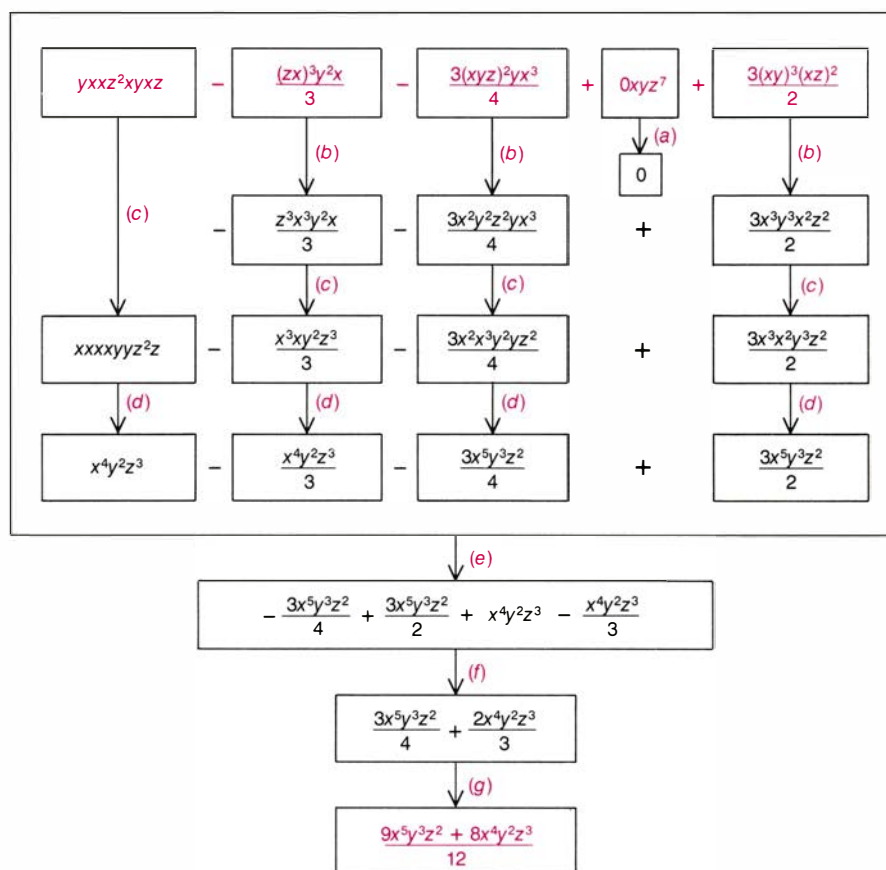 yxxz²xyxz − (zx)³y²x/3 − 3(xyz)²yx³/4 + 0xyz⁷ + 3(xy)³(xz)²/2
(b) (b) (a) (b)
0
(c)
− z³x³y²x/3 − 3x²y²z²yx³/4 + 3x³y³x²z²/2
(c) (c) (c)
xxxxyyz²z − x³xy²z³/3 − 3x²x³y²yz²/4 + 3x³x²y³z²/2
(d) (d) (d) (d)
x⁴y²z³ − x⁴y²z³/3 − 3x⁵y³z²/4 + 3x⁵y³z²/2
(e)
− 3x⁵y³z²/4 + 3x⁵y³z²/2 + x⁴y²z³ − x⁴y²z³/3
(f)
3x⁵y³z²/4 + 2x⁴y²z³/3
(g)
9x⁵y³z² + 8x⁴y²z³/12